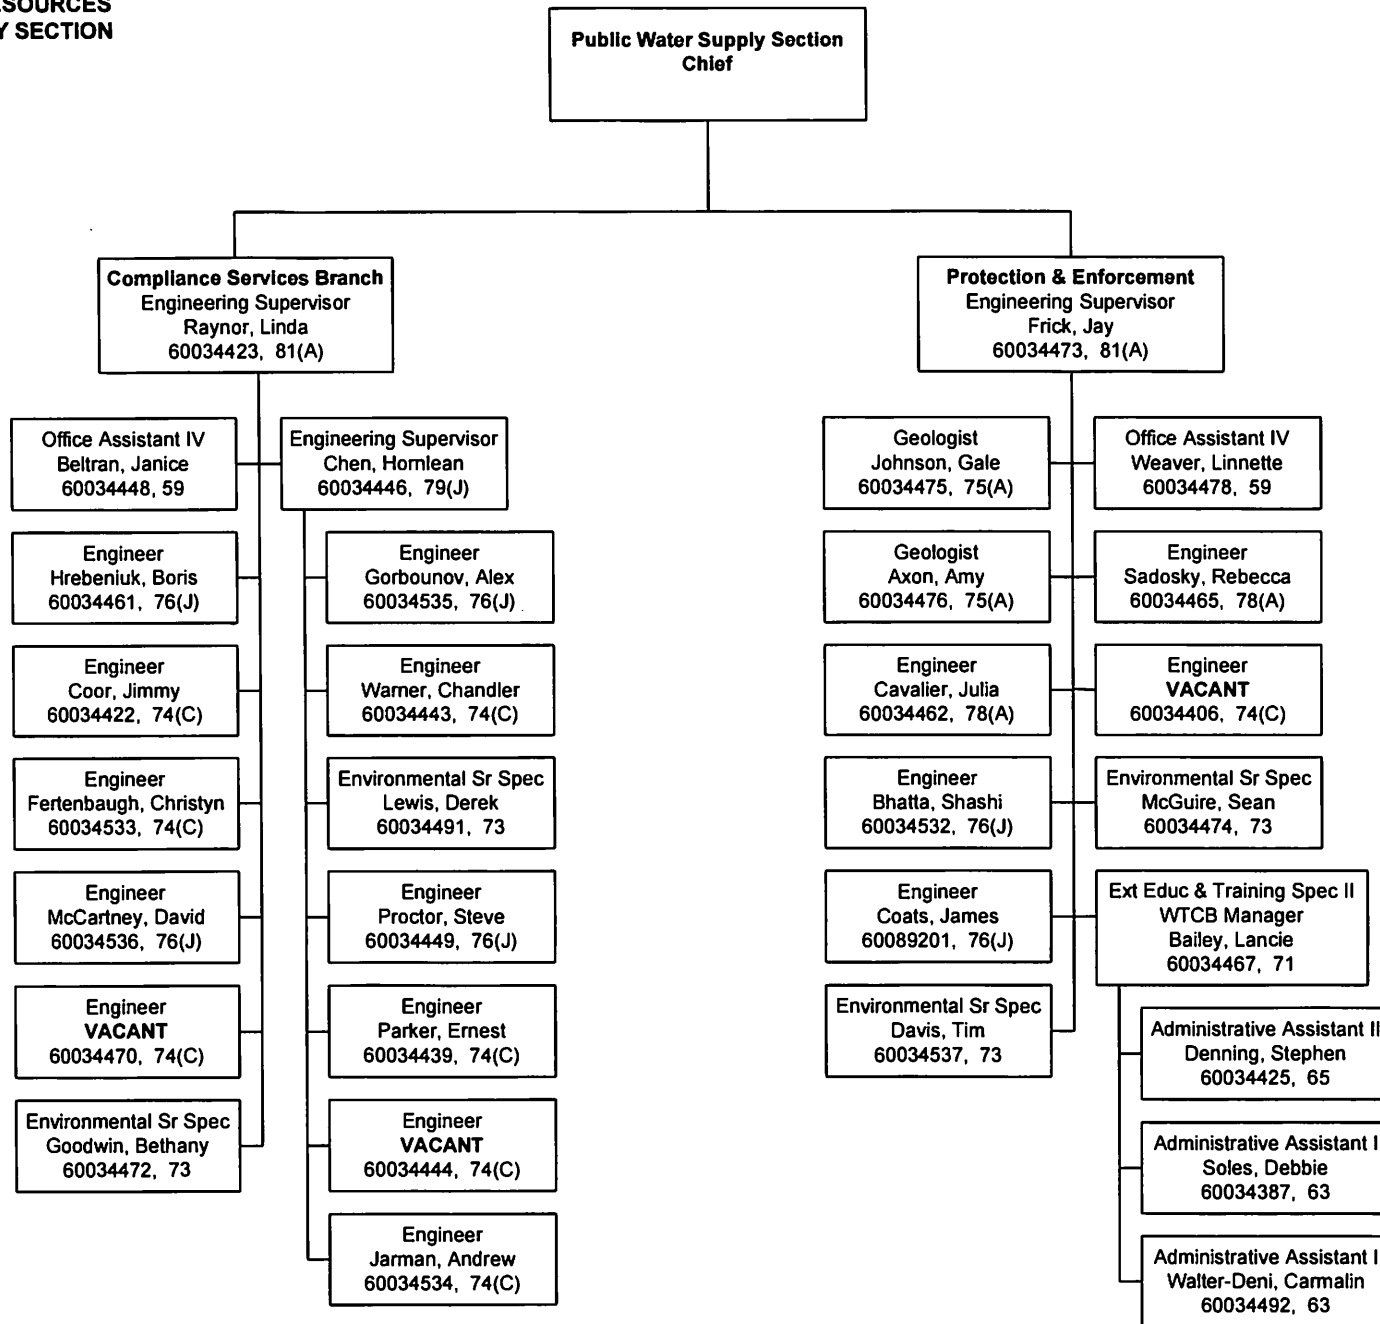 SOURCES
Y SECTION
Public Water Supply Section
Chief
Compliance Services Branch
Engineering Supervisor
Raynor, Linda
60034423, 81(A)
Protection & Enforcement
Engineering Supervisor
Frick, Jay
60034473, 81(A)
Office Assistant IV
Beltran, Janice
60034448, 59
Engineering Supervisor
Chen, Hornlean
60034446, 79(J)
Engineer
Hrebeniuk, Boris
60034461, 76(J)
Engineer
Gorbounov, Alex
60034535, 76(J)
Engineer
Coor, Jimmy
60034422, 74(C)
Engineer
Warner, Chandler
60034443, 74(C)
Engineer
Fertenbaugh, Christyn
60034533, 74(C)
Environmental Sr Spec
Lewis, Derek
60034491, 73
Engineer
McCartney, David
60034536, 76(J)
Engineer
Proctor, Steve
60034449, 76(J)
Engineer
VACANT
60034470, 74(C)
Engineer
Parker, Ernest
60034439, 74(C)
Environmental Sr Spec
Goodwin, Bethany
60034472, 73
Engineer
VACANT
60034444, 74(C)
Engineer
Jarman, Andrew
60034534, 74(C)
Geologist
Johnson, Gale
60034475, 75(A)
Office Assistant IV
Weaver, Linnette
60034478, 59
Geologist
Axon, Amy
60034476, 75(A)
Engineer
Sadosky, Rebecca
60034465, 78(A)
Engineer
Cavalier, Julia
60034462, 78(A)
Engineer
VACANT
60034406, 74(C)
Engineer
Bhatta, Shashi
60034532, 76(J)
Environmental Sr Spec
McGuire, Sean
60034474, 73
Engineer
Coats, James
60089201, 76(J)
Ext Educ & Training Spec II
WTCB Manager
Bailey, Lancie
60034467, 71
Environmental Sr Spec
Davis, Tim
60034537, 73
Administrative Assistant II
Denning, Stephen
60034425, 65
Administrative Assistant I
Soles, Debbie
60034387, 63
Administrative Assistant I
Walter-Deni, Carmalin
60034492, 63